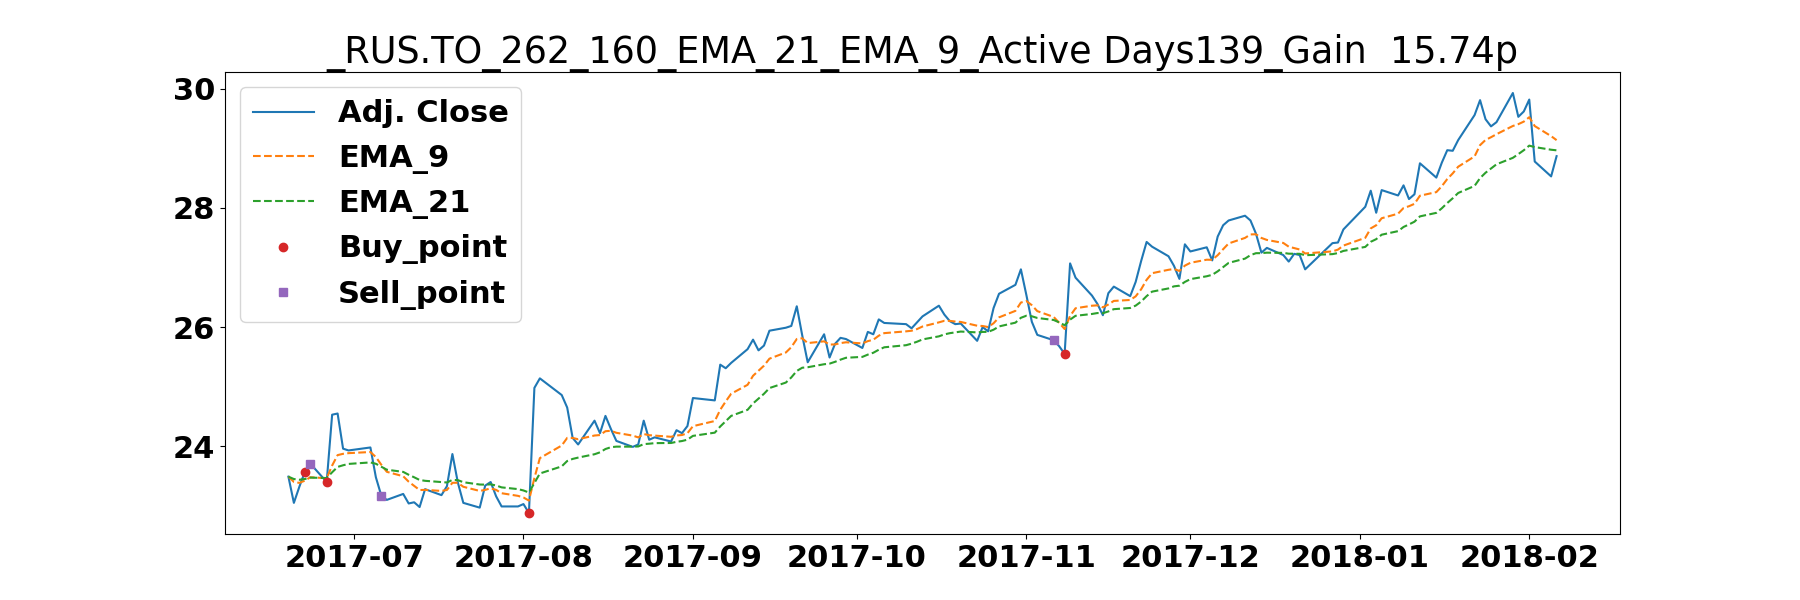 _RUS.TO_262_160_EMA_21_EMA_9_Active Days139_Gain  15.74p
30
28
26
24
Adj. Close
EMA_9
EMA_21
Buy_point
Sell_point
2017-07 2017-08 2017-09 2017-10 2017-11 2017-12 2018-01 2018-02